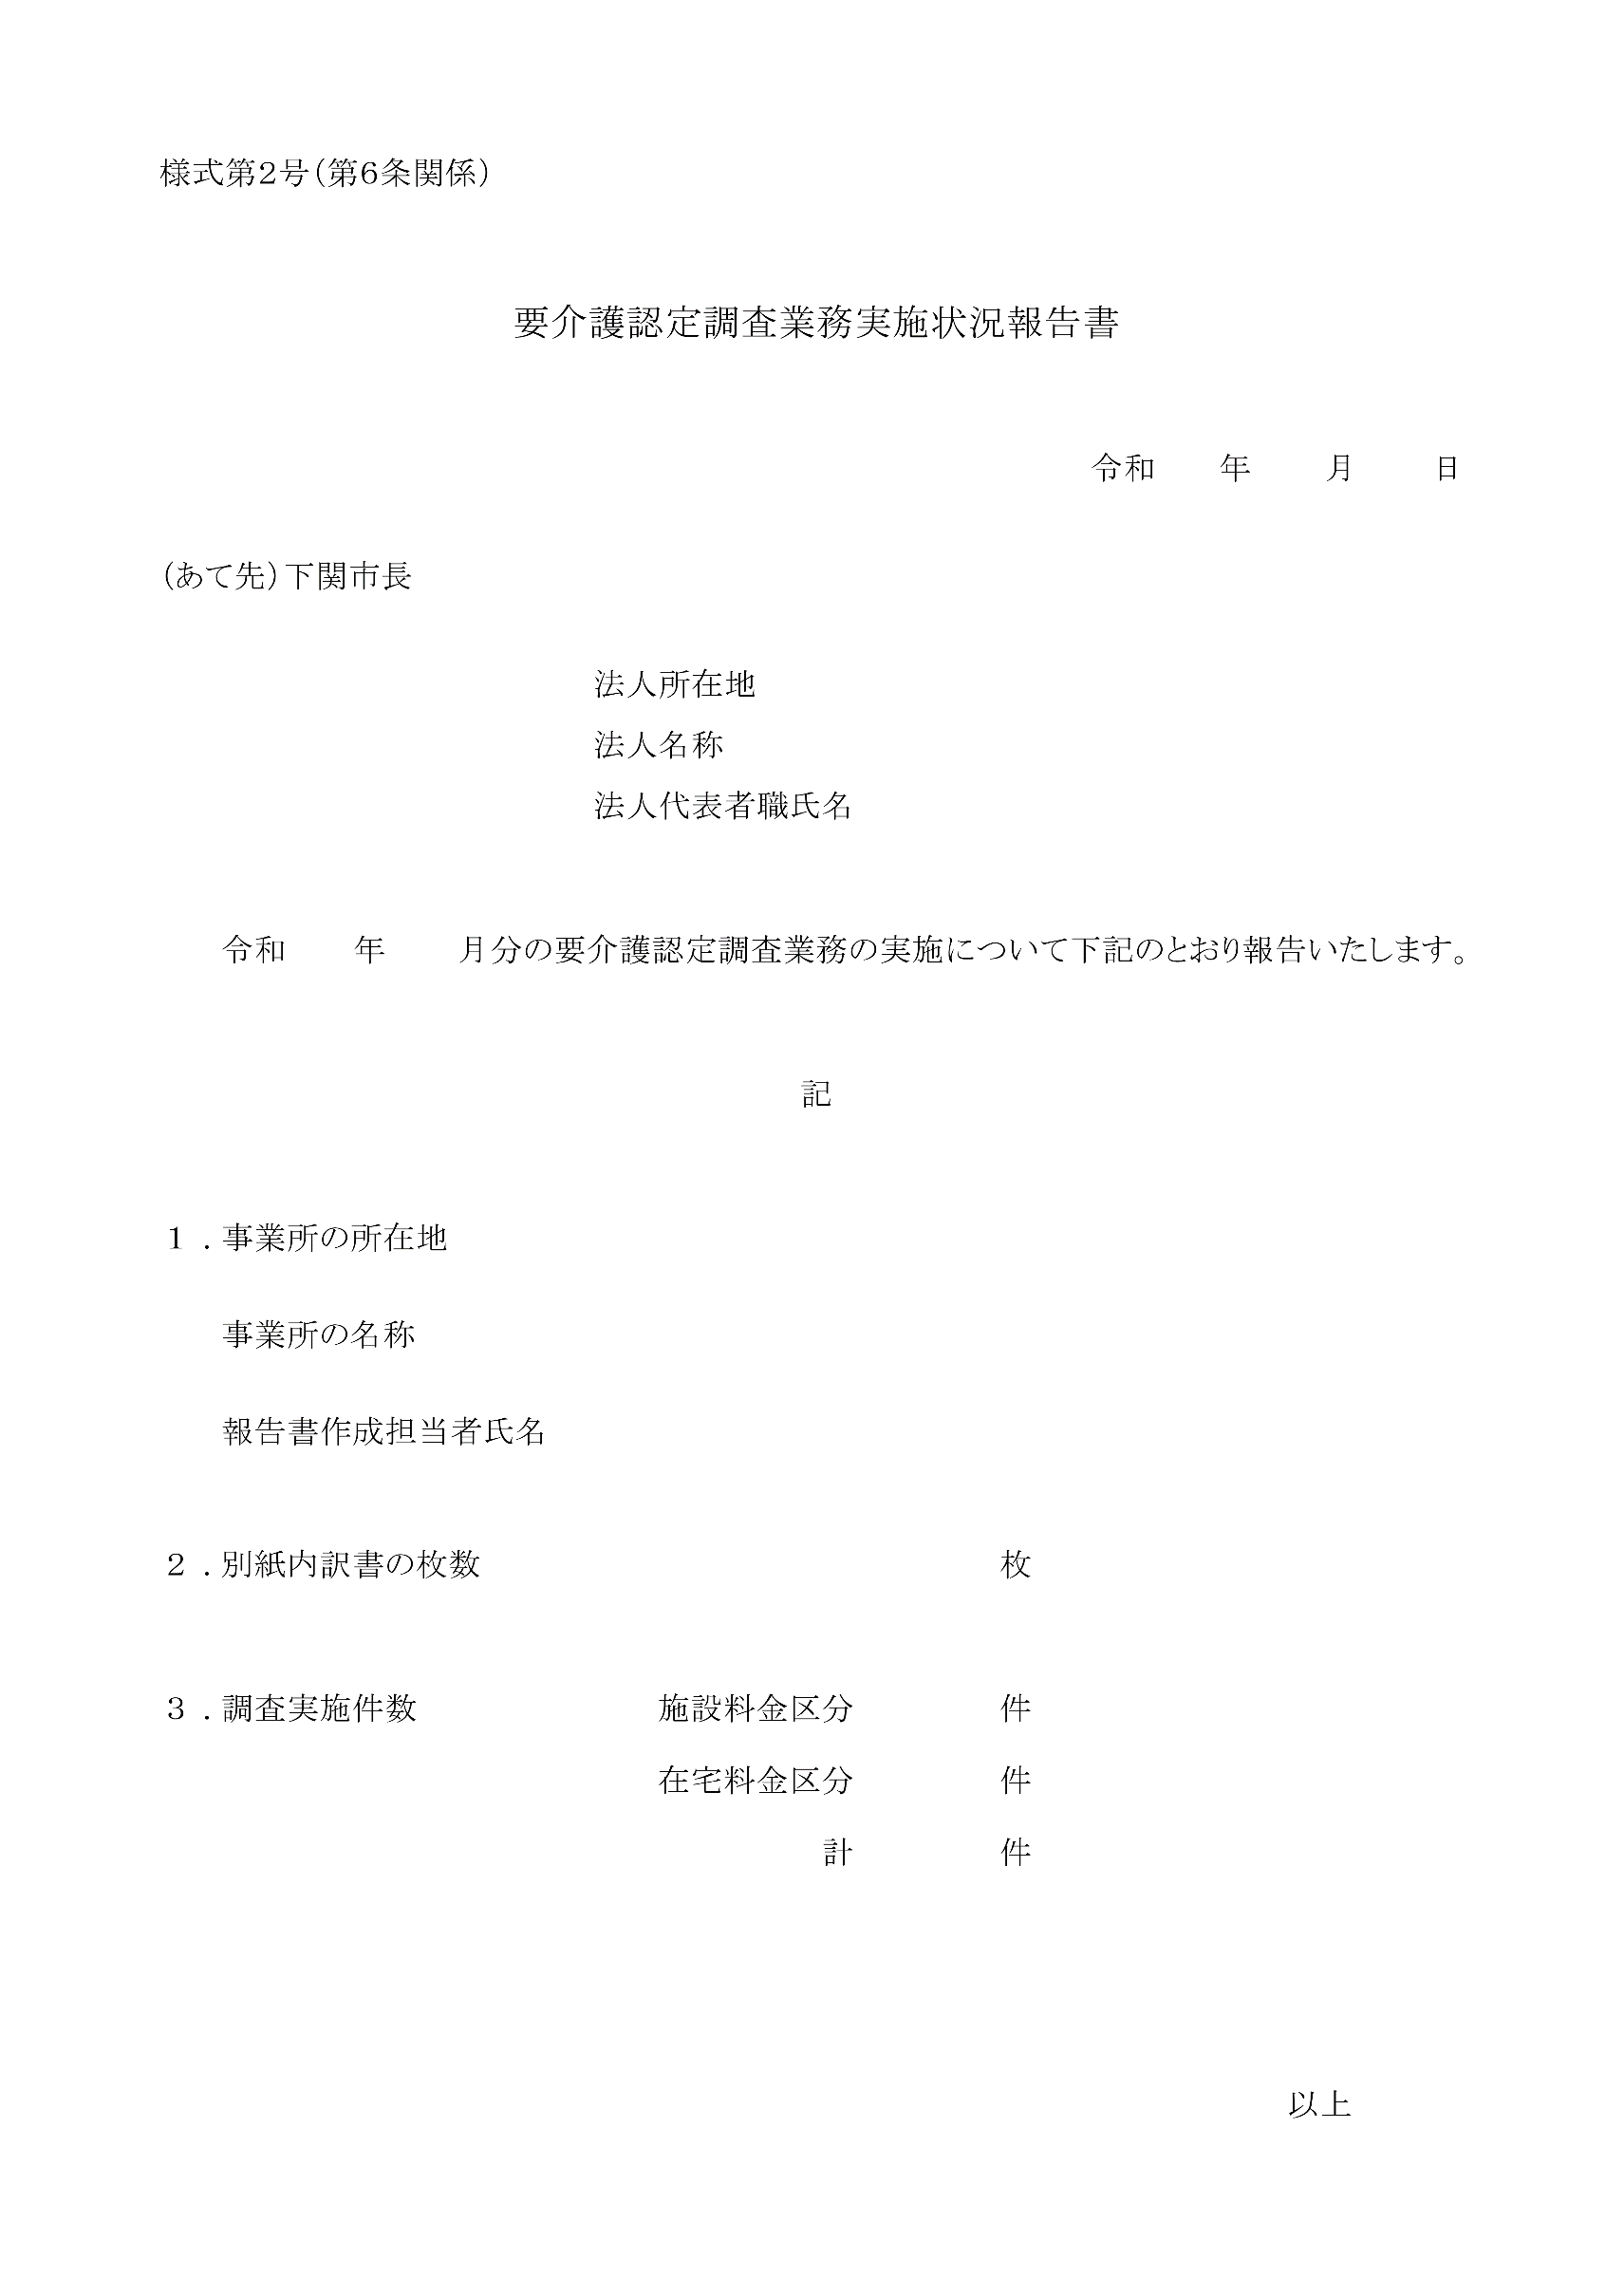 様式第2号（第6条関係）
要介護認定調査業務実施状況報告書
令和　　年　　月　　日
（あて先）下関市長
法人所在地
法人名称
法人代表者職氏名
令和　　年　　月分の要介護認定調査業務の実施について下記のとおり報告いたします。
記
１．事業所の所在地
事業所の名称
報告書作成担当者氏名
２．別紙内訳書の枚数　　　　枚
３．調査実施件数　　　　施設料金区分　　　　件
在宅料金区分　　　　件
計　　　　件
以上